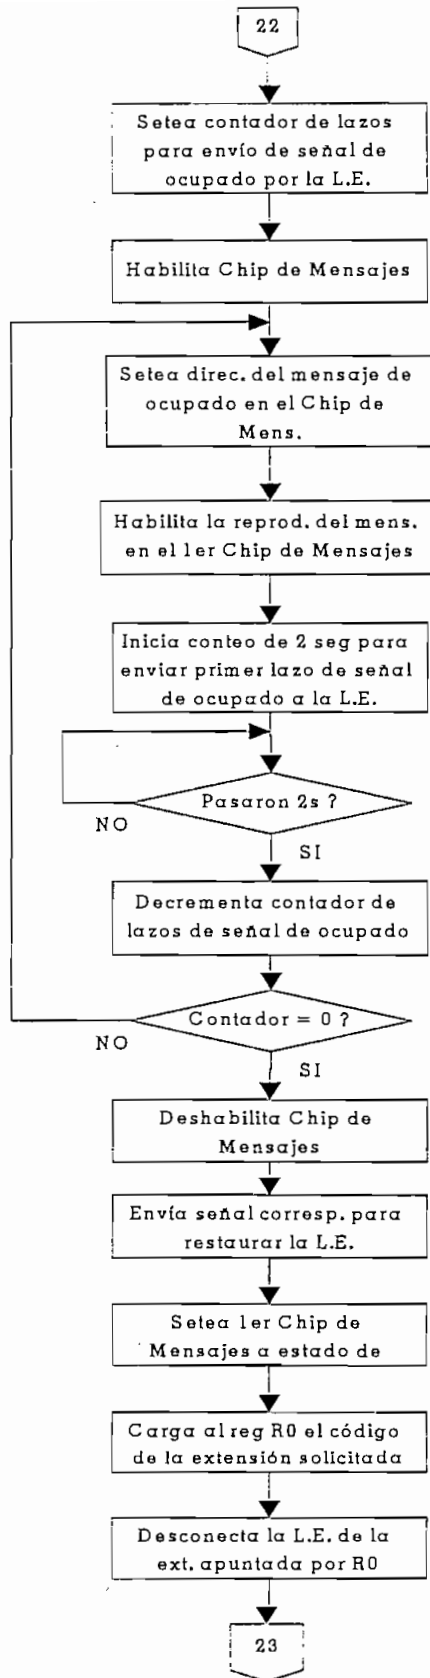 22
Setea contador de lazos
para envío de señal de
ocupado por la L.E.
Habilita Chip de Mensajes
Setea direc. del mensaje de
ocupado en el Chip de
Mens.
Habilita la reprod. del mens.
en el 1er Chip de Mensajes
Inicia conteo de 2 seg para
enviar primer lazo de señal
de ocupado a la L.E.
Pasaron 2s ?
NO
SI
Decrementa contador de
lazos de señal de ocupado
Contador = 0 ?
NO
SI
Deshabilita Chip de
Mensajes
Envía señal corresp. para
restaurar la L.E.
Setea 1er Chip de
Mensajes a estado de
Carga al reg R0 el código
de la extensión solicitada
Desconecta la L.E. de la
ext. apuntada por R0
23